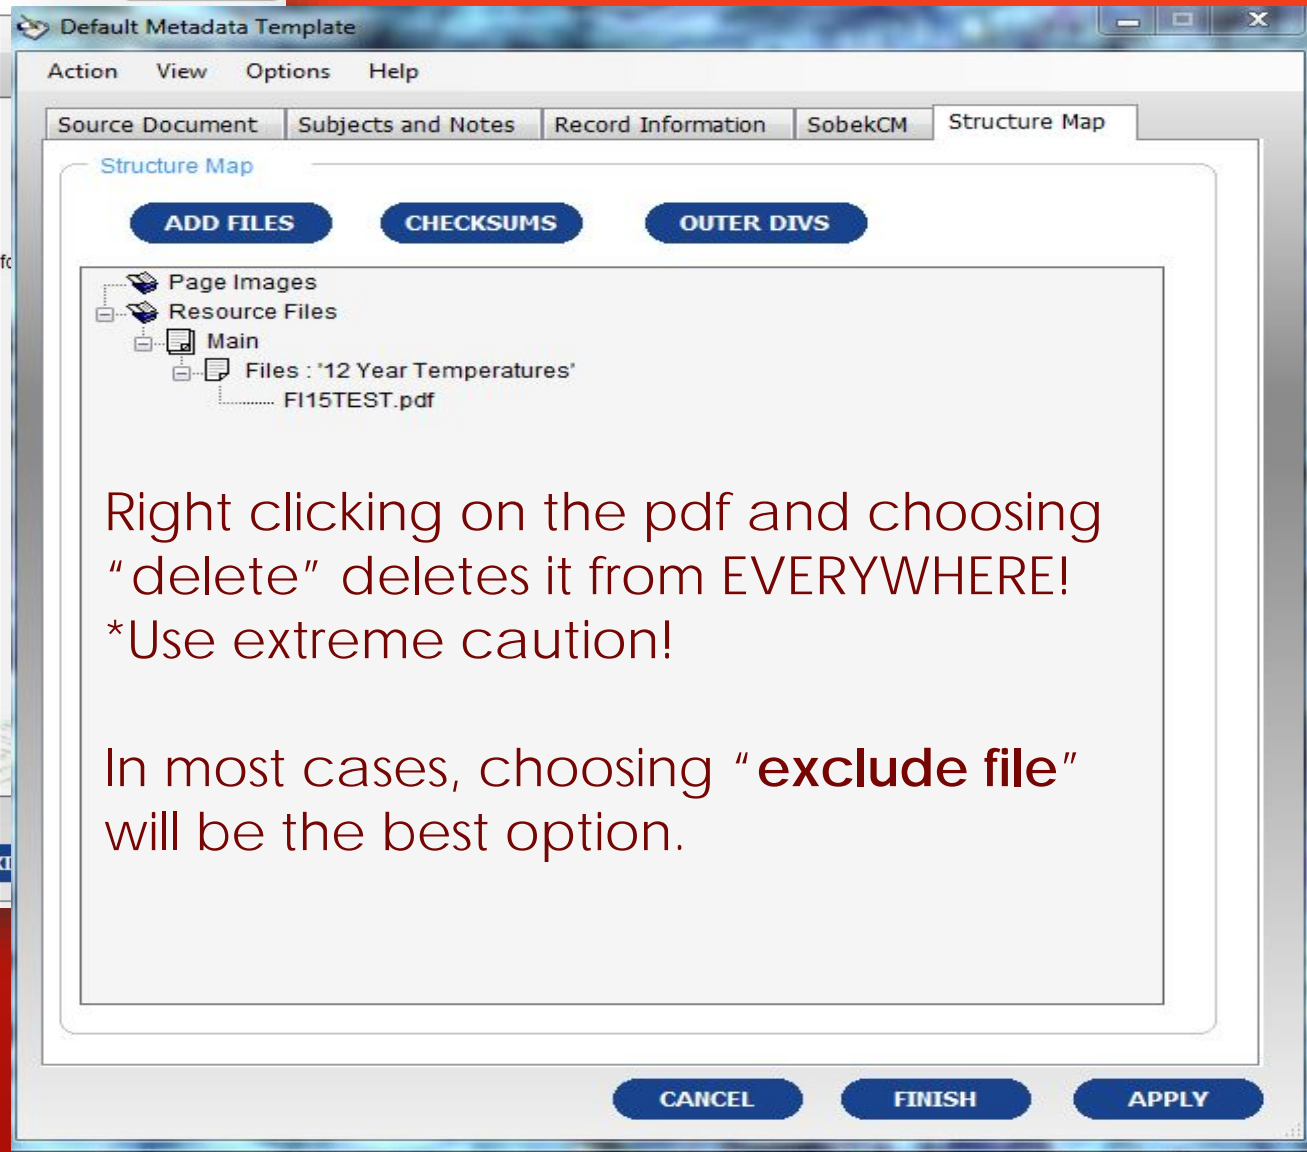 Default Metadata Template
Action View Options Help
Source Document Subjects and Notes Record Information SobekCM Structure Map
Structure Map
ADD FILES CHECKSUMS OUTER DIVS
Page Images
Resource Files
Main
Files : '12 Year Temperatures'
FI15TEST.pdf
Right clicking on the pdf and choosing
“delete” deletes it from EVERYWHERE!
*Use extreme caution!
In most cases, choosing “exclude file”
will be the best option.
CANCEL FINISH APPLY